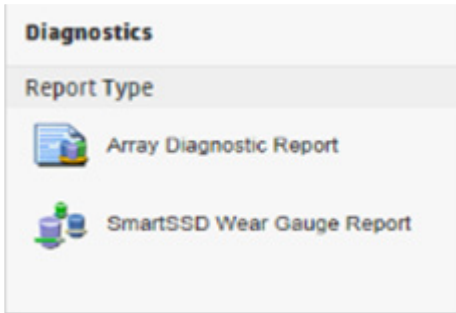 Diagnostics
Report Type
Array Diagnostic Report
SmartSSD Wear Gauge Report